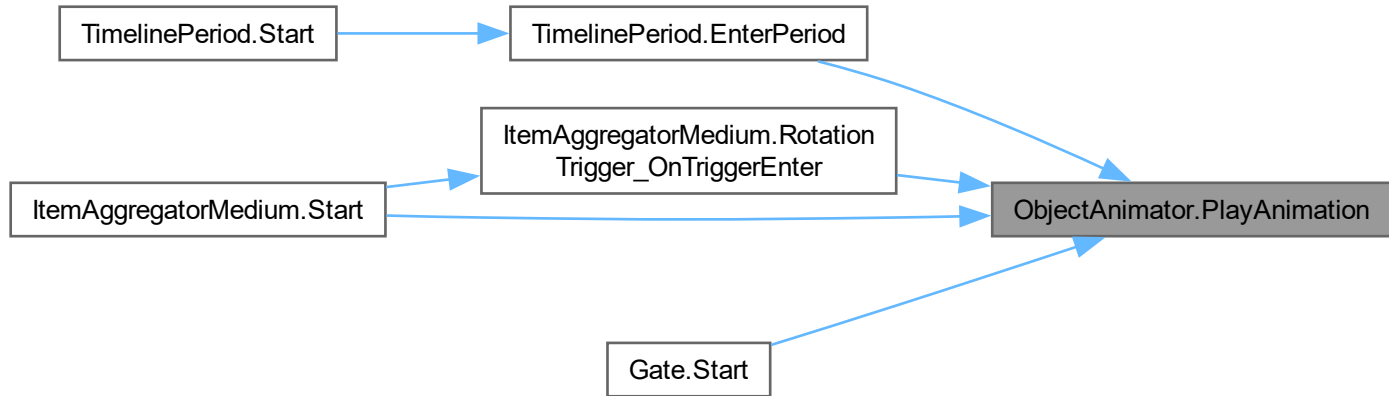 TimelinePeriod.Start
TimelinePeriod.EnterPeriod
ItemAggregatorMedium.Rotation
Trigger_OnTriggerEnter
ItemAggregatorMedium.Start
ObjectAnimator.PlayAnimation
Gate.Start